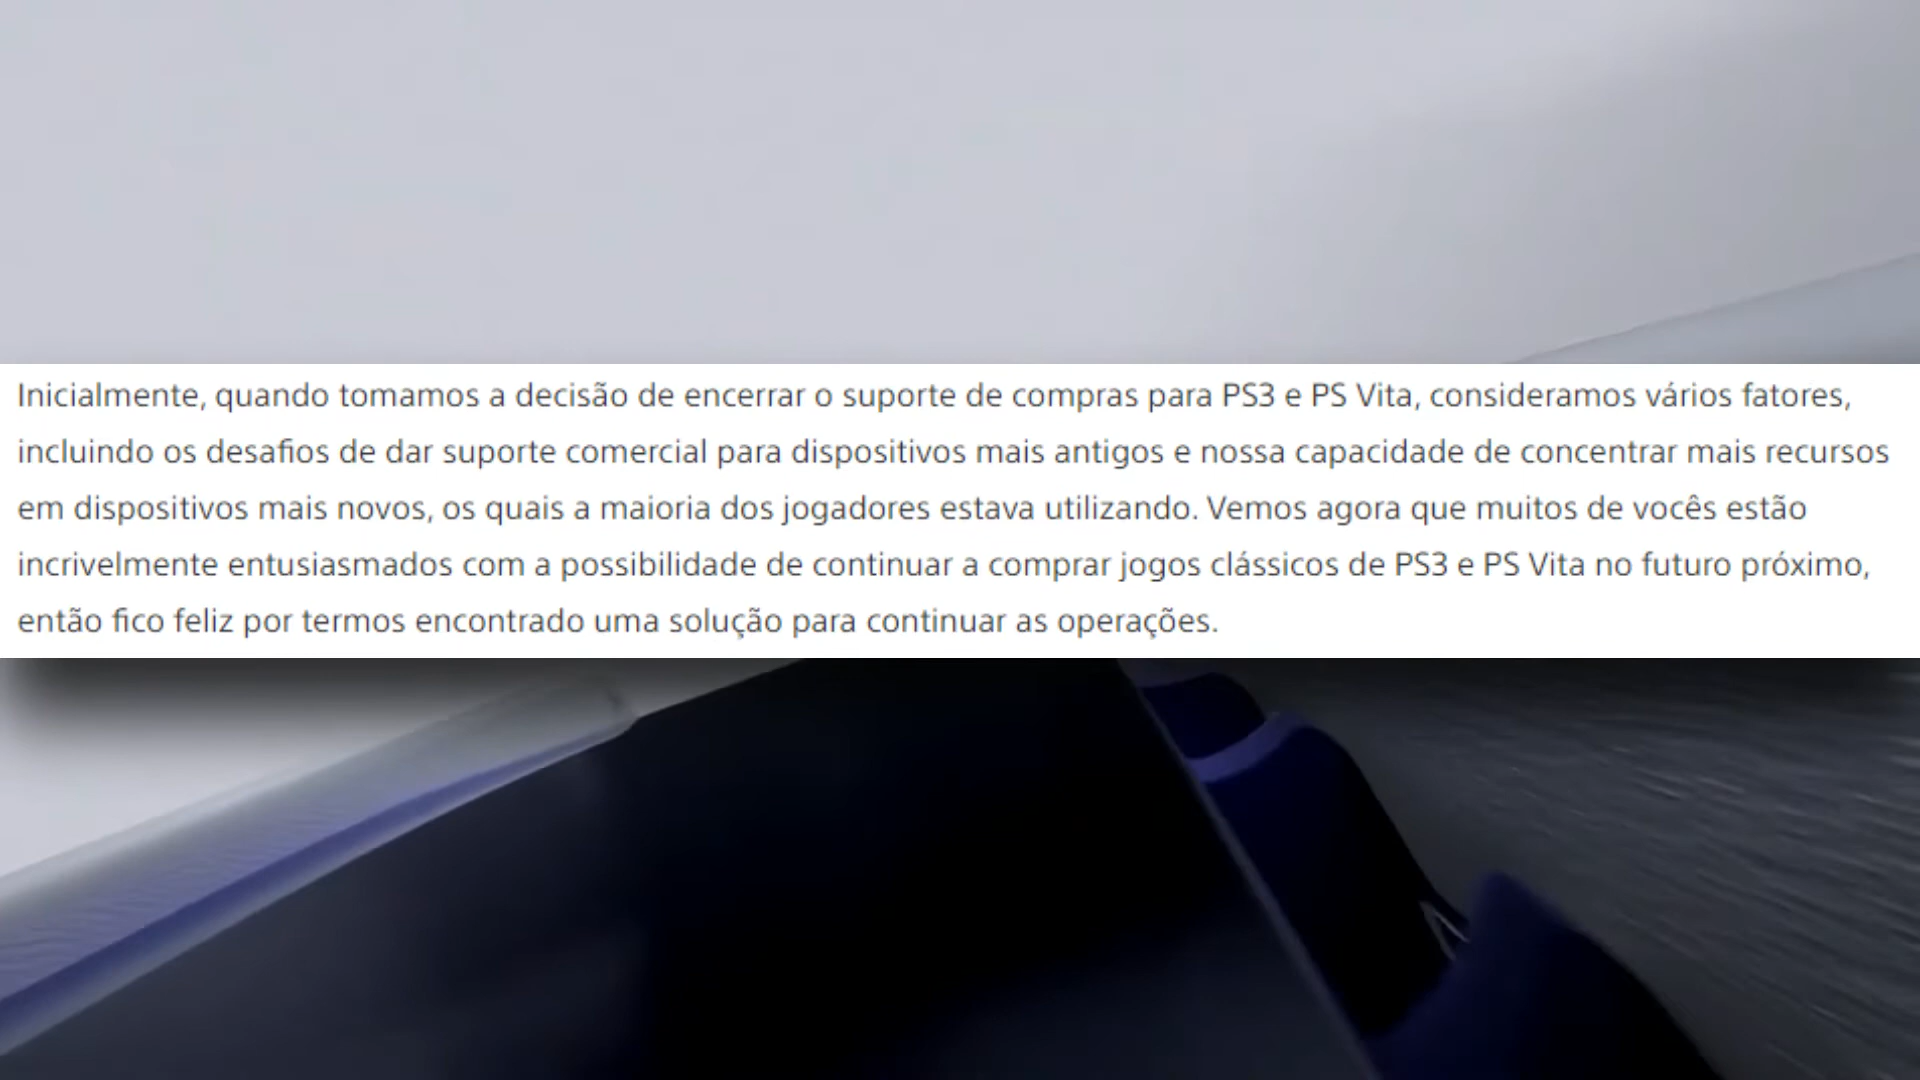 Inicialmente, quando tomamos a decisão de encerrar o suporte de compras para PS3 e PS Vita, consideramos vários fatores,
incluindo os desafios de dar suporte comercial para dispositivos mais antigos e nossa capacidade de concentrar mais recursos
em dispositivos mais novos, os quais a maioria dos jogadores estava utilizando. Vemos agora que muitos de vocês estão
incrivelmente entusiasmados com a possibilidade de continuar a comprar jogos clássicos de PS3 e PS Vita no futuro próximo,
então fico feliz por termos encontrado uma solução para continuar as operações.